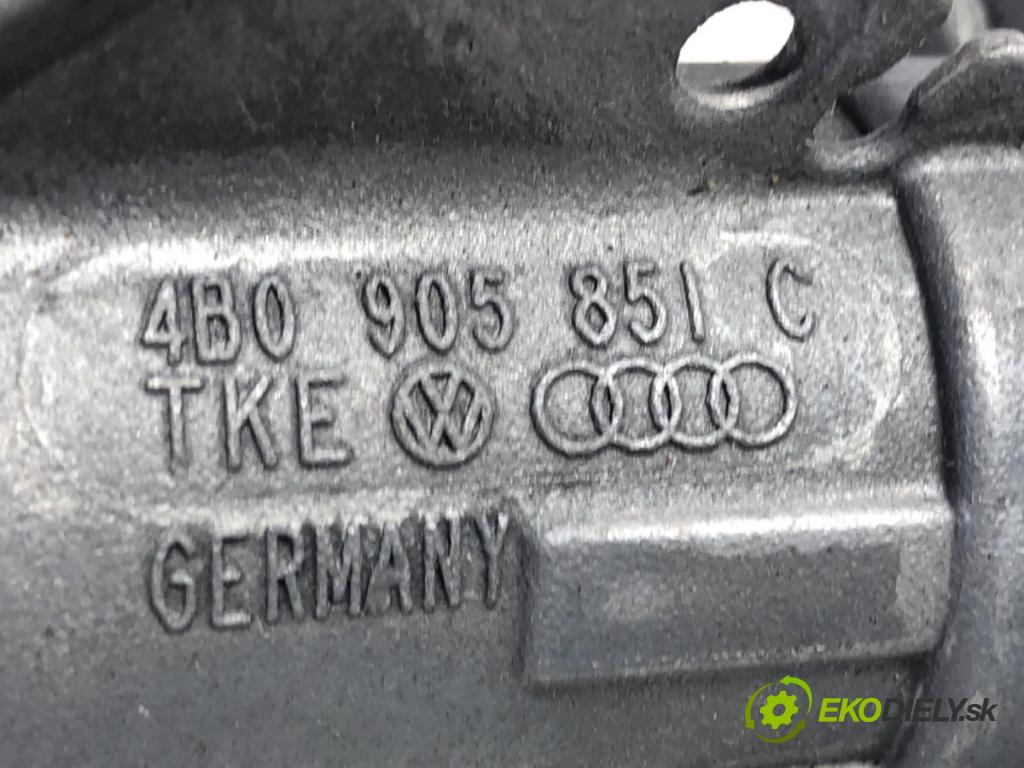 4B0 905 851 C
TKE
GERMANY
EKODIELY.sk